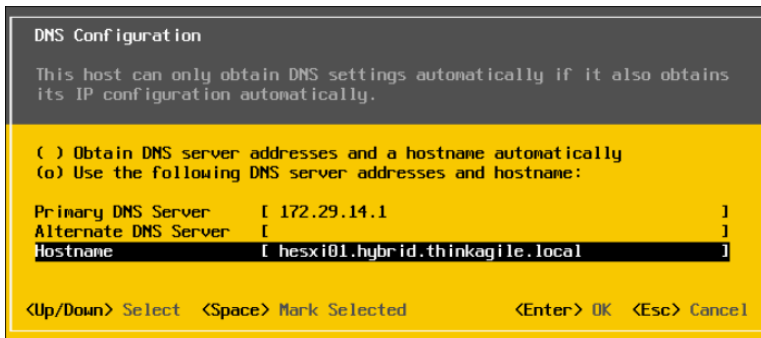 DNS Configuration
This host can only obtain DNS settings automatically if it also obtains
its IP configuration automatically.
( ) Obtain DNS server addresses and a hostname automatically
(o) Use the following DNS server addresses and hostname:
Primary DNS Server [ 172.29.14.1 ]
Alternate DNS Server [ ]
Hostname [ hesxi01.hybrid.thinkagile.local ]
<Up/Down> Select <Space> Mark Selected <Enter> OK <Esc> Cancel